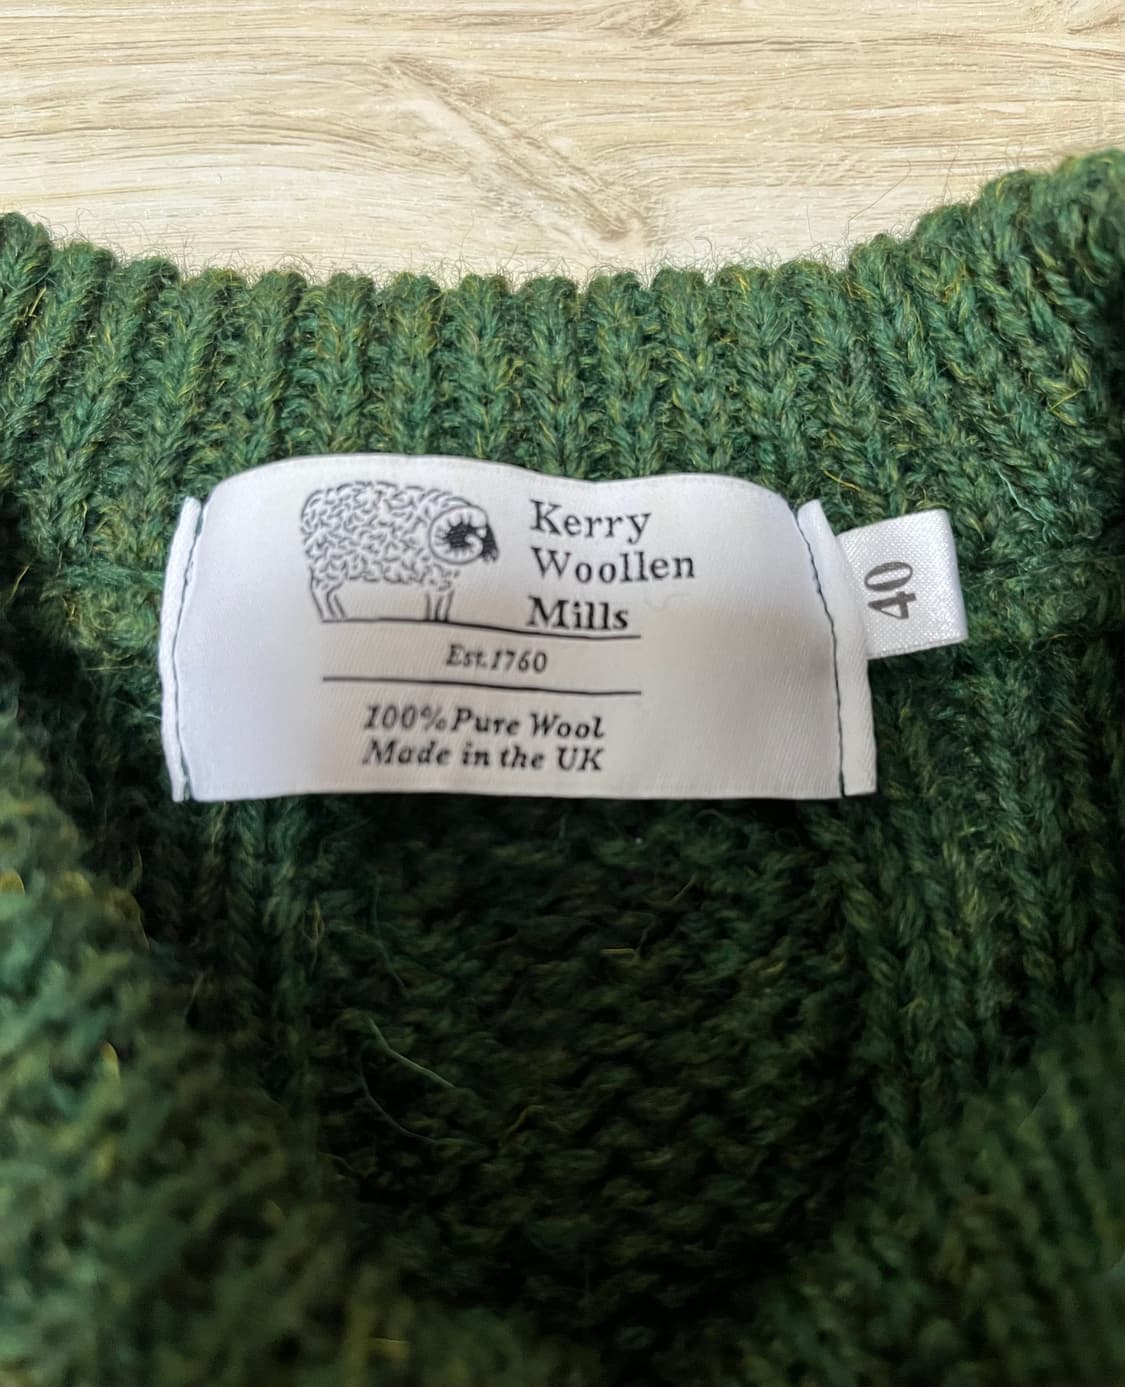 Kerry
Woollen
Mills
Est.1760
100% Pure Wool
Made in the UK
40